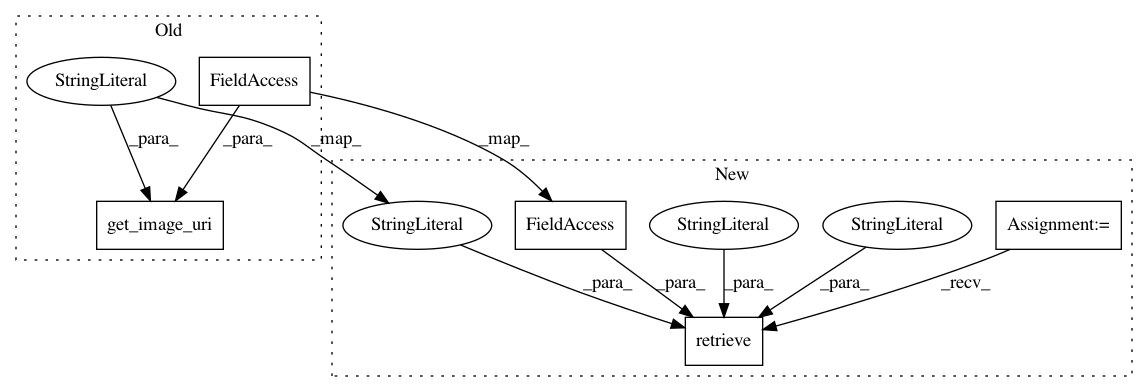 Old
StringLiteral
FieldAccess
_para_
_para_
_map_
_map_
New
get_image_uri
StringLiteral
FieldAccess
StringLiteral
StringLiteral
Assignment:=
_para_
_para_
_para_
_para_
_recv_
retrieve